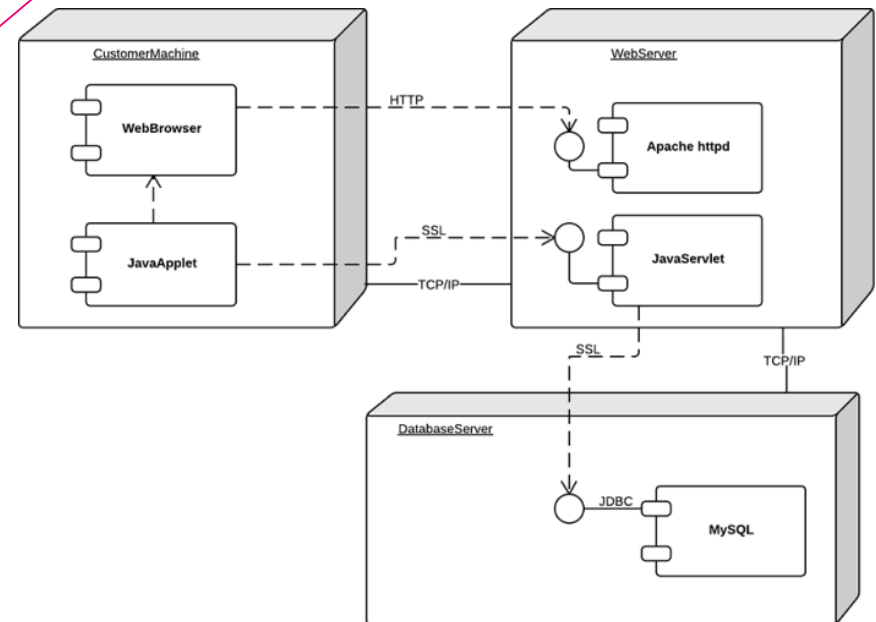 CustomerMachine
WebServer
WebBrowser
HTTP
Apache httpd
JavaApplet
SSL
JavaServlet
TCP/IP
SSL
TCP/IP
DatabaseServer
JDBC
MySQL